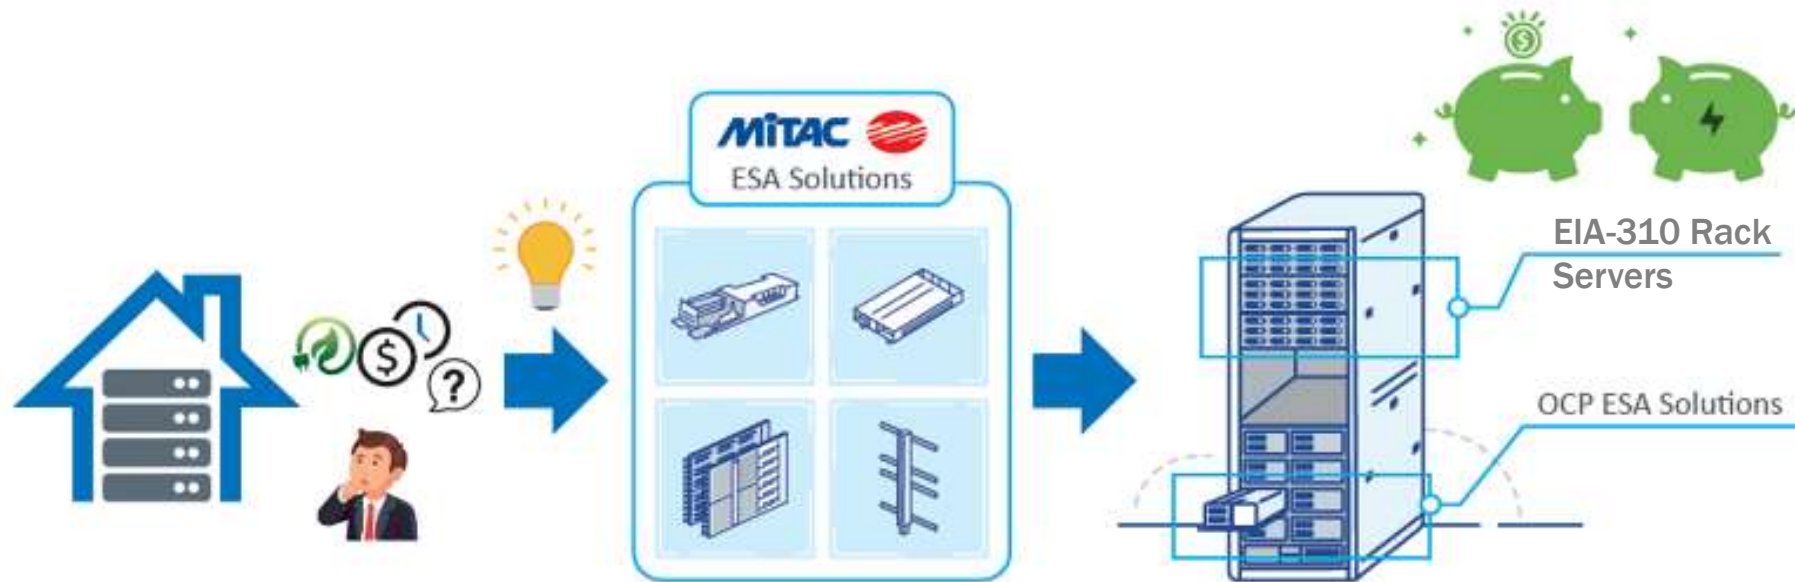 MiTAC
ESA Solutions
$
?
$
EIA-310 Rack
Servers
OCP ESA Solutions